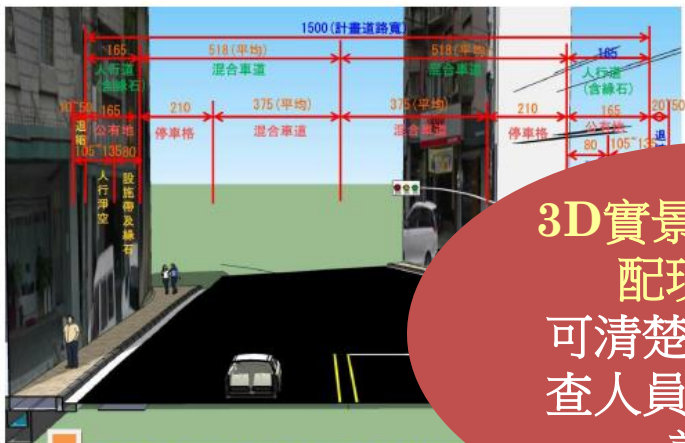 1500(計畫道路寬)
165 518(平均) 518(平均) 165
人行道 混合車道 混合車道 人行道
(含緣石) (含緣石)
165 210 375(平均) 375(平均) 210 165
退縮 公有地 停車格 混合車道 混合車道 停車格 公有地 退
105~135 80 80 105~13
人行淨空
設施帶及緣石
3D實景
配現
可清楚
查人員